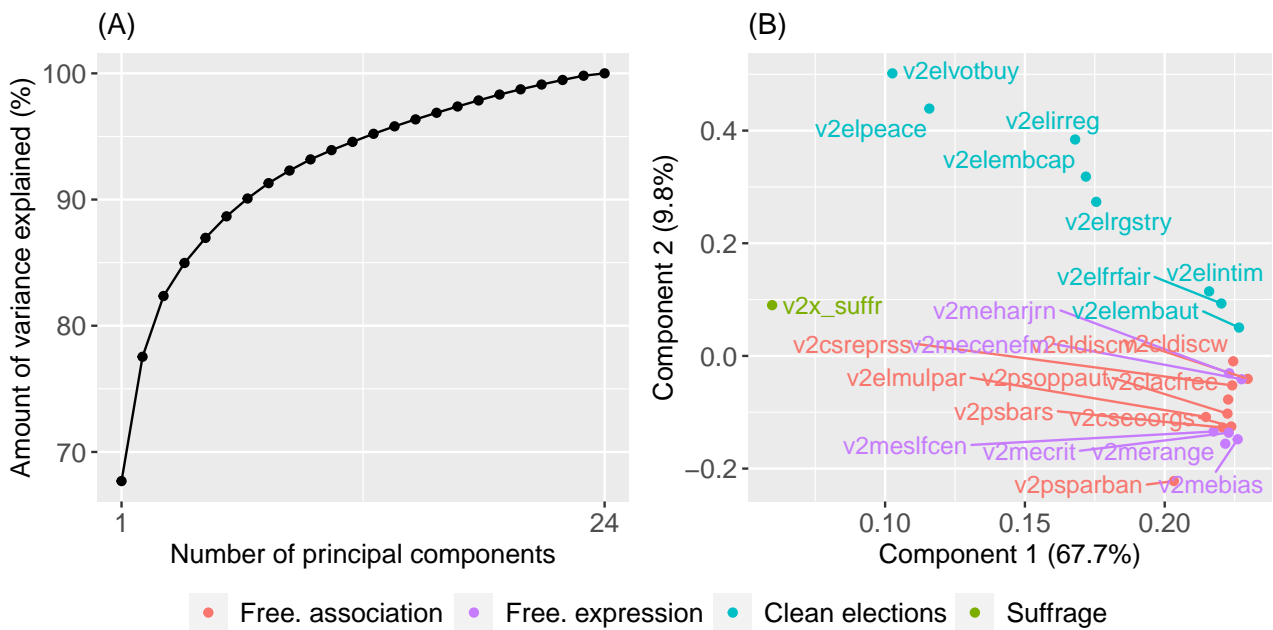 (A)
Amount of variance explained (%)
100
90
80
70
1
24
Number of principal components
(B)
Component 2 (9.8%)
0.4
0.2
0.0
−0.2
v2elvotbuy
v2elpeace
v2elirreg
v2elembcap
v2elrgstry
v2elintim
v2elfrfair
v2x_suffr
v2meharjrn
v2elembaut
v2csreprss
v2mecenefm
v2cldiscm
v2cldiscw
v2elmulpar
v2psoppaut
v2clacfree
v2psbars
v2cseeorgs
v2meslfcen
v2mecrit
v2merange
v2psparban
v2mebias
0.10
0.15
0.20
Component 1 (67.7%)
Free. association
Free. expression
Clean elections
Suffrage